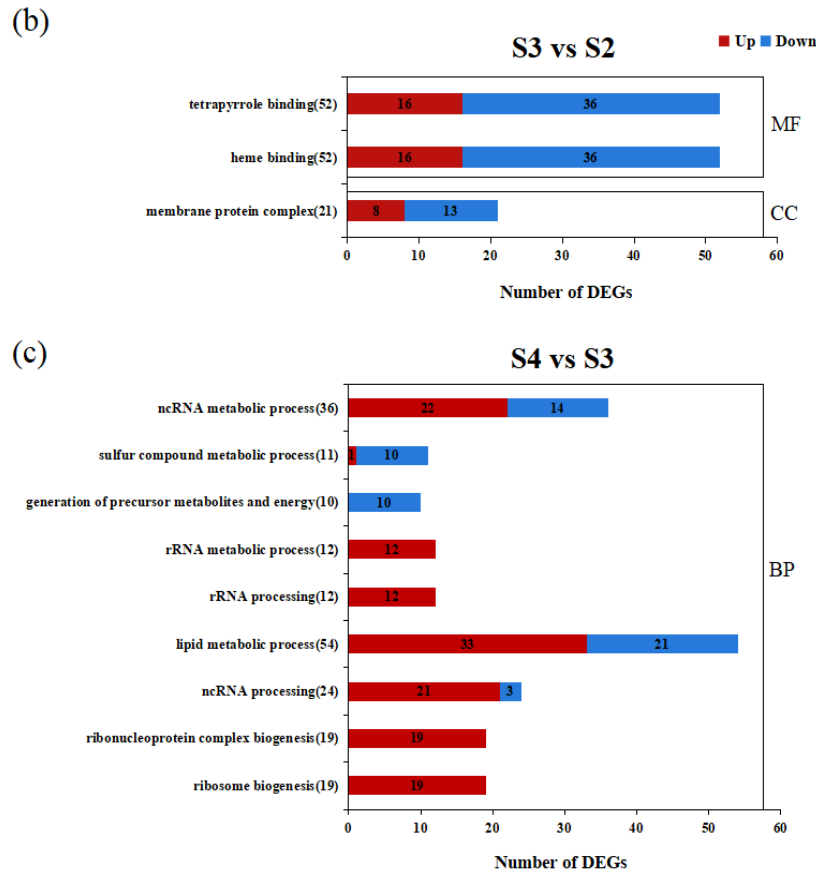 (b)
S3 vs S2
Up Down
tetrapyrrole binding(52) 16 36
MF
heme binding(52) 16 36
membrane protein complex(21) 8 13
CC
0 10 20 30 40 50 60
Number of DEGs
(c)
S4 vs S3
ncRNA metabolic process(36) 22 14
sulfur compound metabolic process(11) 1 10
generation of precursor metabolites and energy(10) 10
rRNA metabolic process(12) 12
BP
rRNA processing(12) 12
lipid metabolic process(54) 33 21
ncRNA processing(24) 21 3
ribonucleoprotein complex biogenesis(19) 19
ribosome biogenesis(19) 19
0 10 20 30 40 50 60
Number of DEGs